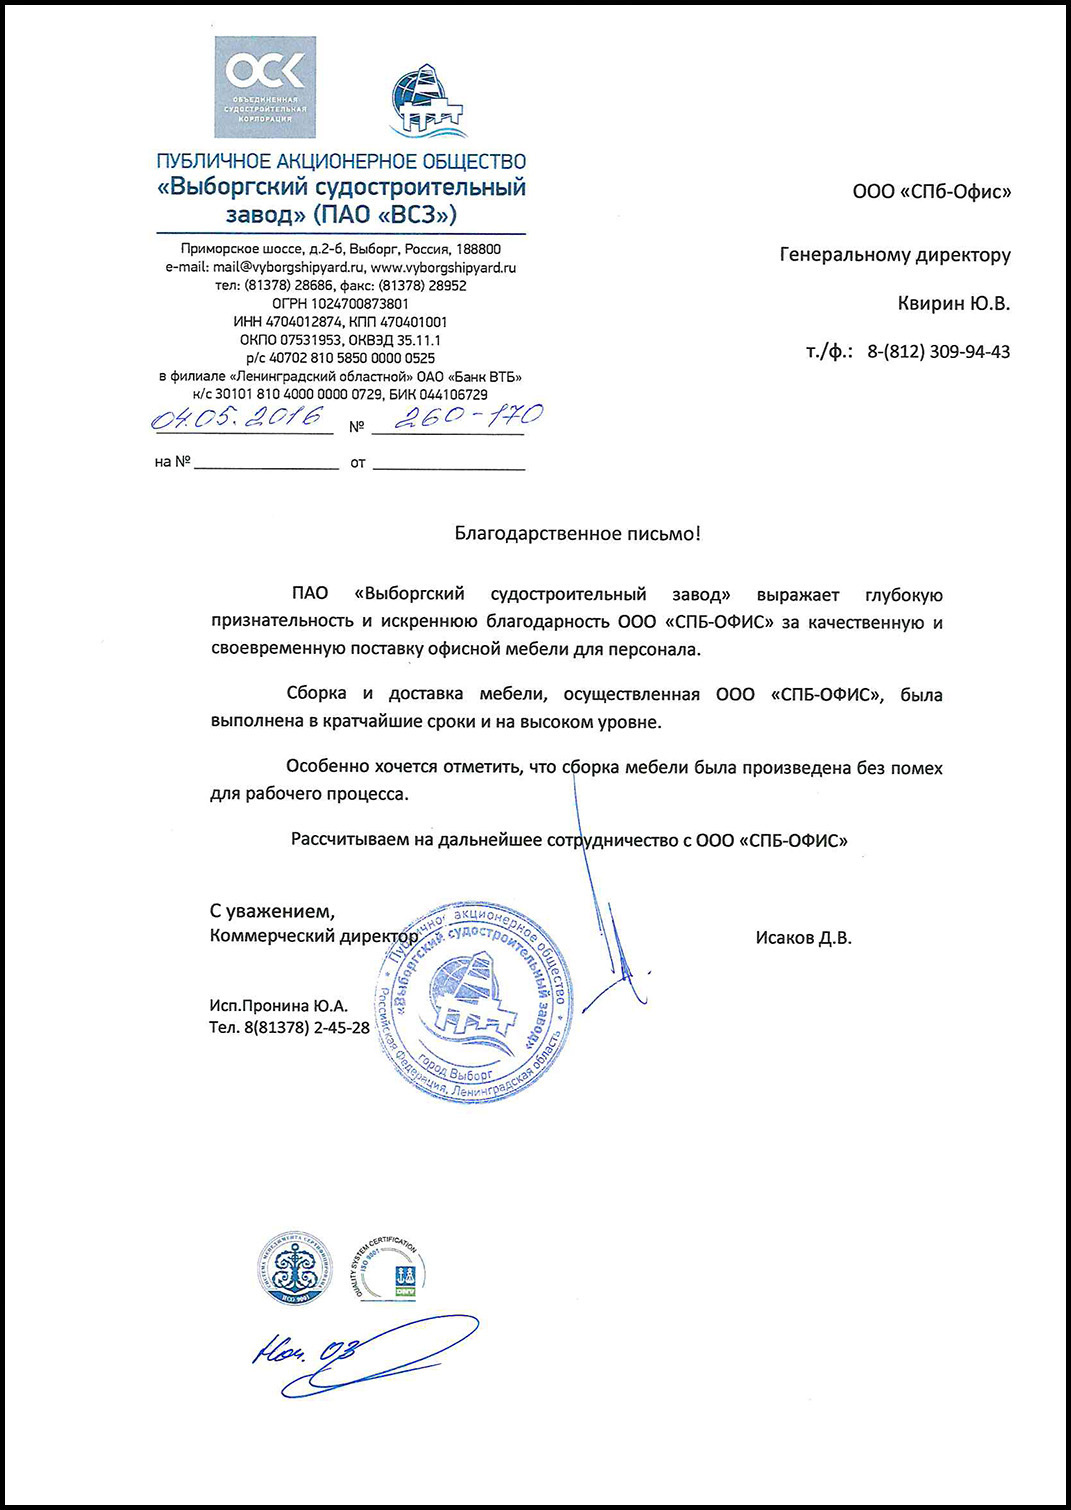 ОСК
ОБЪЕДИНЕННАЯ
СУДОСТРОИТЕЛЬНАЯ
КОРПОРАЦИЯ
ПУБЛИЧНОЕ АКЦИОНЕРНОЕ ОБЩЕСТВО
«Выборгский судостроительный
завод» (ПАО «ВСЗ»)
Приморское шоссе, д.2-б, Выборг, Россия, 188800
e-mail: mail@vyborgshipyard.ru, www.vyborgshipyard.ru
тел: (81378) 28686, факс: (81378) 28952
ОГРН 1024700873801
ИНН 4704012874, КПП 470401001
ОКПО 07531953, ОКВЭД 35.11.1
р/с 40702 810 5850 0000 0525
в филиале «Ленинградский областной» ОАО «Банк ВТБ»
к/с 30101 810 4000 0000 0729, БИК 044106729
04.05.2016 № 260-170
на № от
ООО «СПб-Офис»
Генеральному директору
Квирин Ю.В.
т./ф.: 8-(812) 309-94-43
Благодарственное письмо!
ПАО «Выборгский судостроительный завод» выражает глубокую
признательность и искреннюю благодарность ООО «СПБ-ОФИС» за качественную и
своевременную поставку офисной мебели для персонала.
Сборка и доставка мебели, осуществленная ООО «СПБ-ОФИС», была
выполнена в кратчайшие сроки и на высоком уровне.
Особенно хочется отметить, что сборка мебели была произведена без помех
для рабочего процесса.
Рассчитываем на дальнейшее сотрудничество с ООО «СПБ-ОФИС»
С уважением,
Коммерческий директор
Исаков Д.В.
Исп.Пронина Ю.А.
Тел. 8(81378) 2-45-28
Публичное акционерное общество
«Выборгский судостроительный завод»
город Выборг
Российская Федерация, Ленинградская область
СИСТЕМА МЕНЕДЖМЕНТА СЕРТИФИЦИРОВАНА
ИСО 9001
QUALITY SYSTEM CERTIFICATION
ISO 9001
Нач. 03